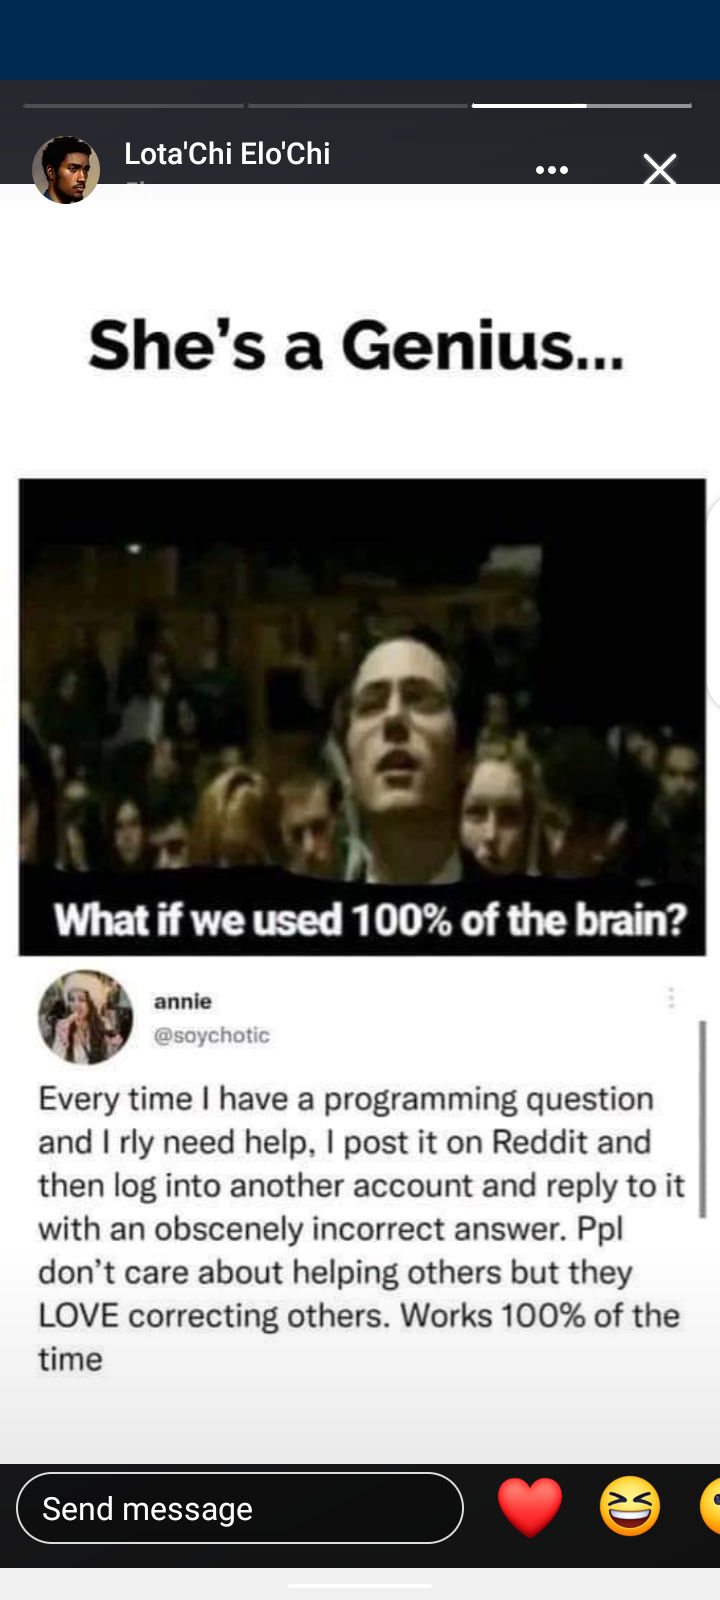 Lota'Chi Elo'Chi
She's a Genius...
What if we used 100% of the brain?
annie
@soychotic
Every time I have a programming question
and I rly need help, I post it on Reddit and
then log into another account and reply to it
with an obscenely incorrect answer. Ppl
don't care about helping others but they
LOVE correcting others. Works 100% of the
time
Send message